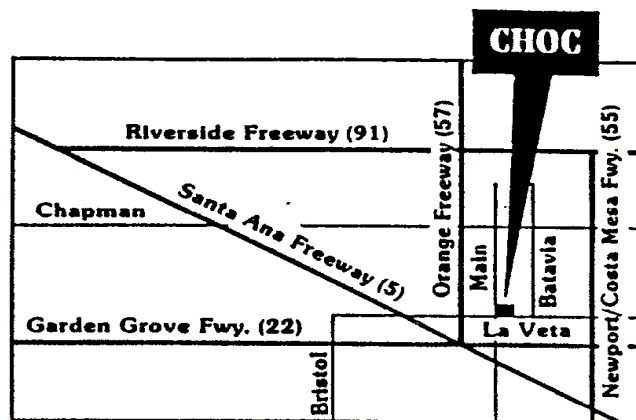 CHOC
Riverside Freeway (91)
Orange Freeway (57)
Newport/Costa Mesa Fwy. (55)
Santa Ana Freeway (5)
Chapman
Main
Batavia
Garden Grove Fwy. (22)
La Veta
Bristol